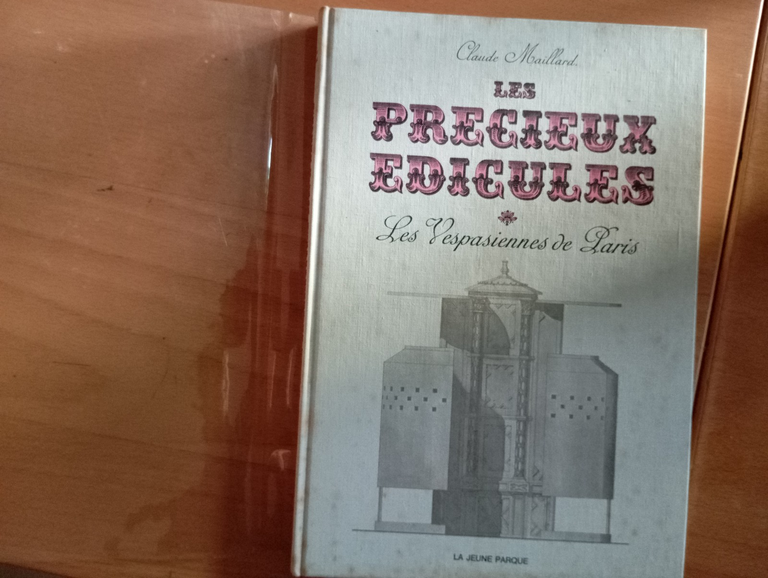 Claude Maillard.
LES
PRECIEUX
EDICULES
Les Vespasiennes de Paris
LA JEUNE PARQUE